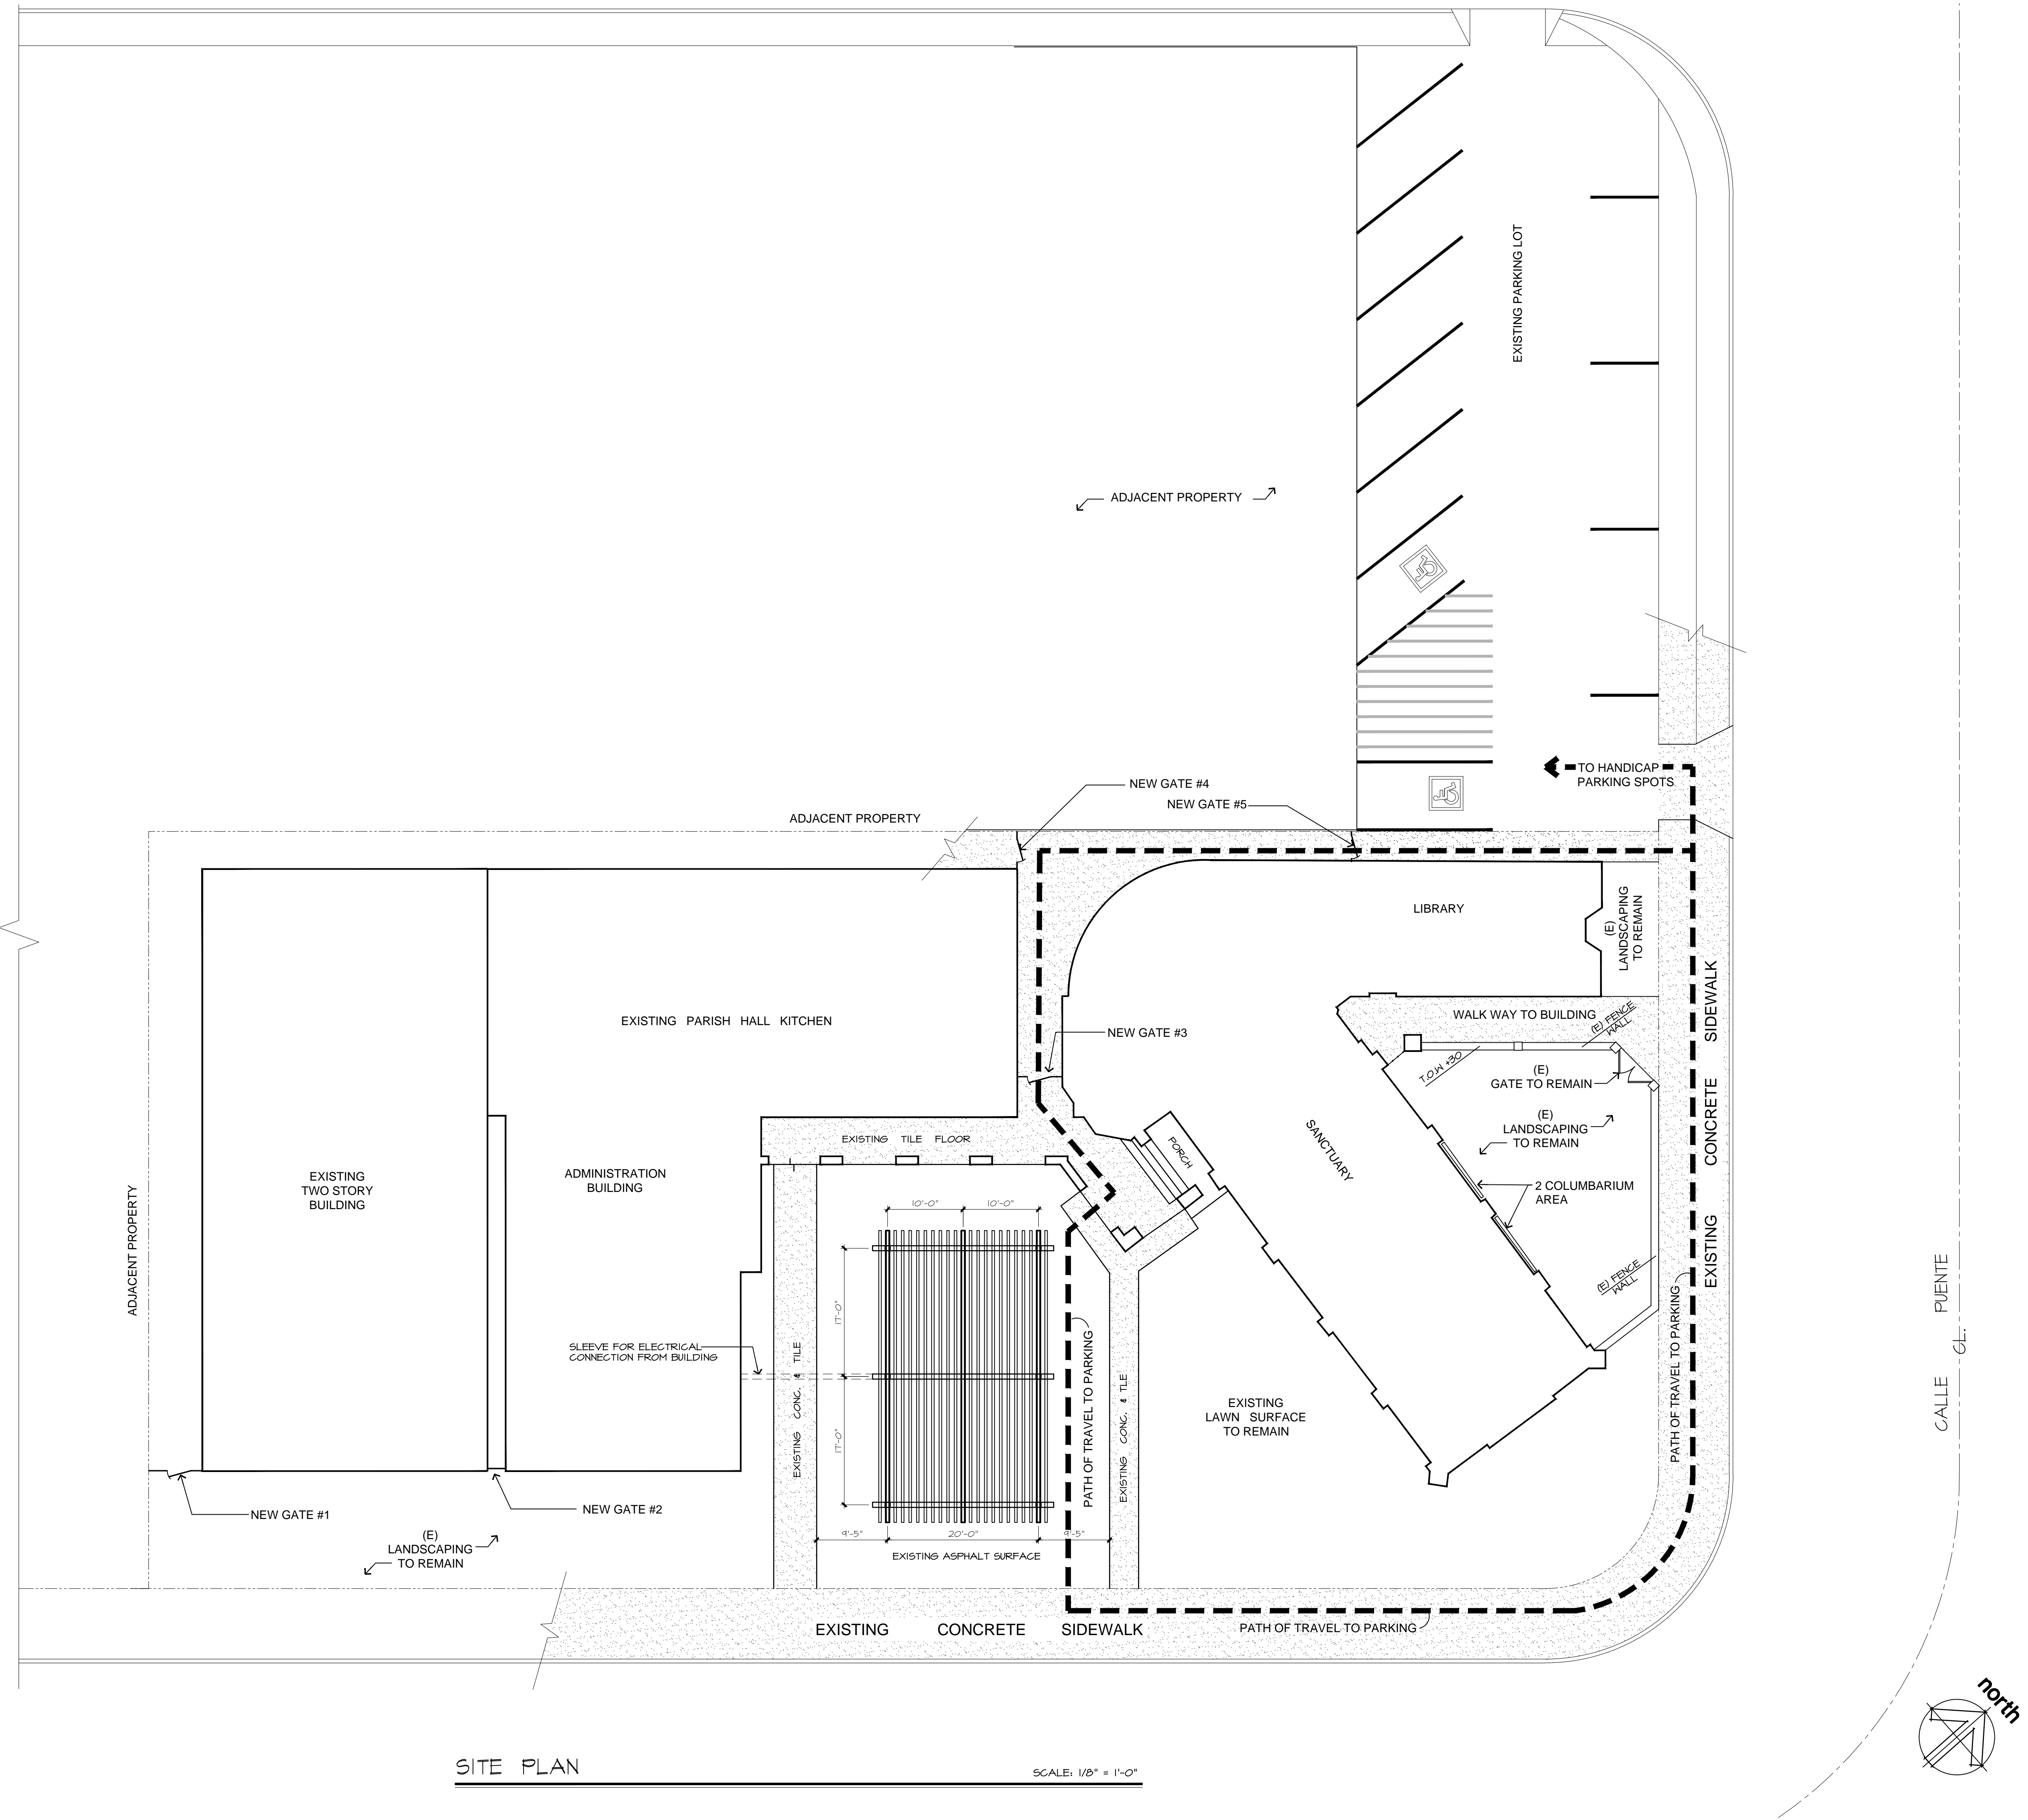 EXISTING PARKING LOT
ADJACENT PROPERTY
TO HANDICAP
PARKING SPOTS
NEW GATE #4
NEW GATE #5
ADJACENT PROPERTY
LIBRARY
(E)
LANDSCAPING
TO REMAIN
EXISTING PARISH HALL KITCHEN
NEW GATE #3
WALK WAY TO BUILDING
(E) FENCE
WALL
T.O.W +30
(E)
GATE TO REMAIN
(E)
LANDSCAPING
TO REMAIN
EXISTING CONCRETE SIDEWALK
EXISTING TILE FLOOR
PORCH
SANCTUARY
2 COLUMBARIUM
AREA
EXISTING
TWO STORY
BUILDING
ADMINISTRATION
BUILDING
ADJACENT PROPERTY
10'-0"
10'-0"
17'-0"
17'-0"
(E) FENCE
WALL
SLEEVE FOR ELECTRICAL
CONNECTION FROM BUILDING
EXISTING CONC. & TILE
PATH OF TRAVEL TO PARKING
EXISTING CONC. & TLE
EXISTING
LAWN SURFACE
TO REMAIN
PATH OF TRAVEL TO PARKING
CALLE PUENTE
CL.
NEW GATE #1
NEW GATE #2
(E)
LANDSCAPING
TO REMAIN
9'-5"
20'-0"
9'-5"
EXISTING ASPHALT SURFACE
EXISTING CONCRETE SIDEWALK
PATH OF TRAVEL TO PARKING
north
SITE PLAN
SCALE: 1/8" = 1'-0"